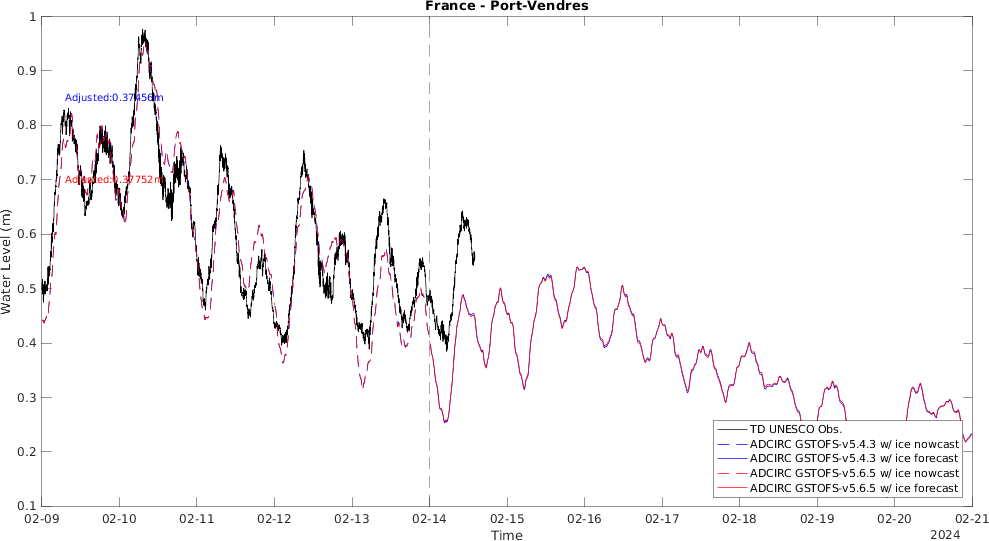 France - Port-Vendres
Water Level (m)
1
0.9
0.8
0.7
0.6
0.5
0.4
0.3
0.2
0.1
Adjusted:0.37456m
Adjusted:0.37752m
TD UNESCO Obs.
ADCIRC GSTOFS-v5.4.3 w/ ice nowcast
ADCIRC GSTOFS-v5.4.3 w/ ice forecast
ADCIRC GSTOFS-v5.6.5 w/ ice nowcast
ADCIRC GSTOFS-v5.6.5 w/ ice forecast
02-09 02-10 02-11 02-12 02-13 02-14 02-15 02-16 02-17 02-18 02-19 02-20 02-21
Time
2024